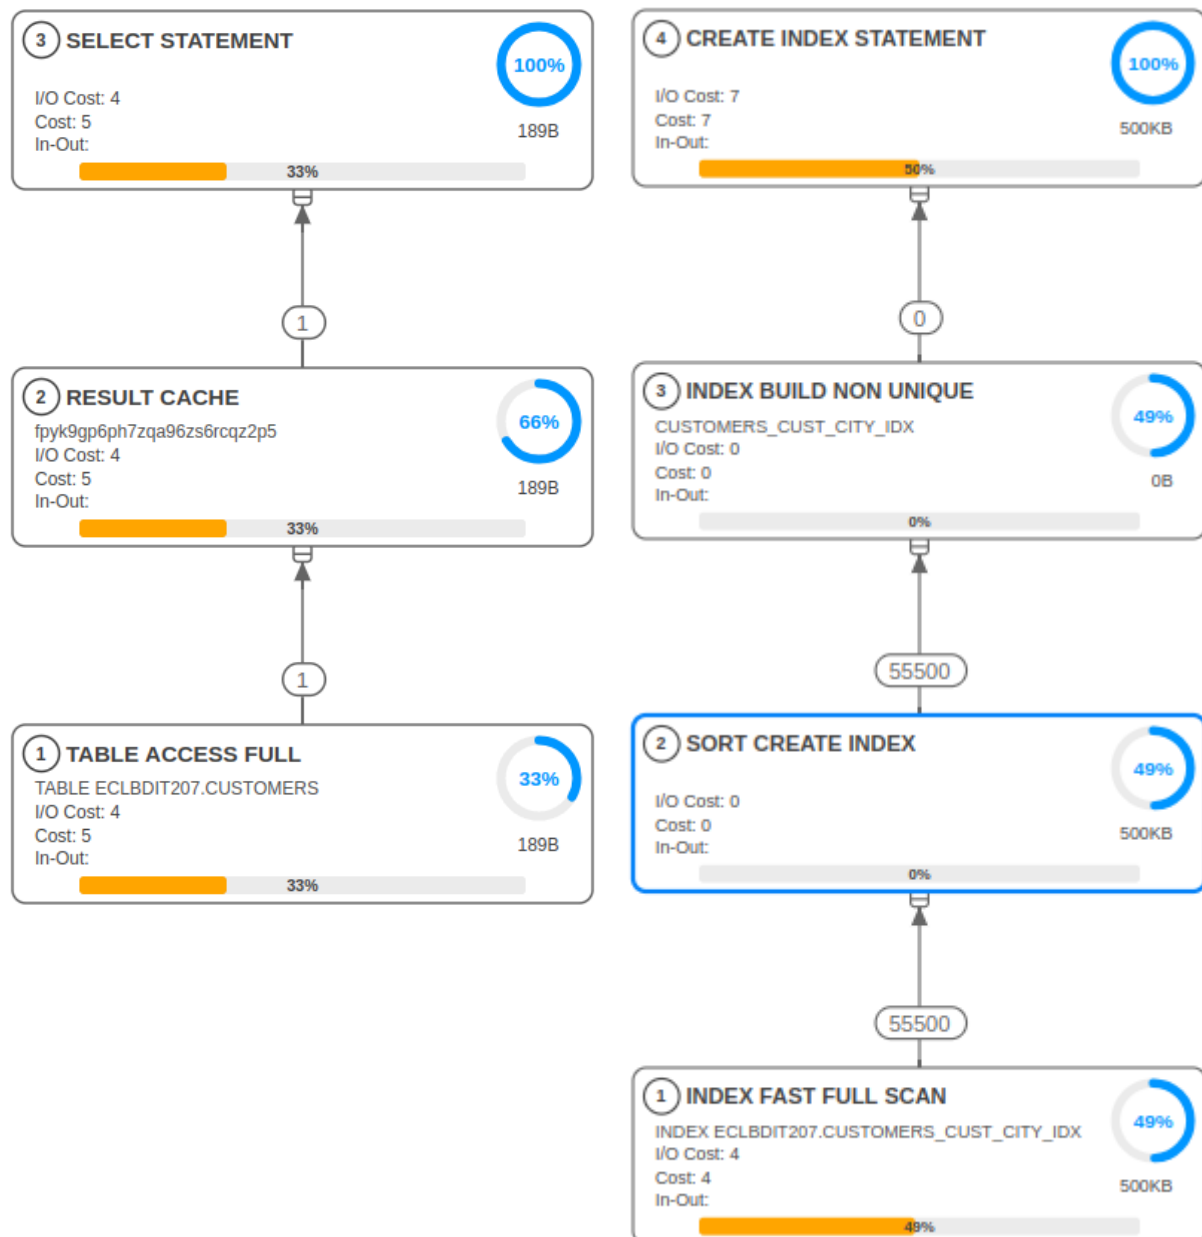 3 SELECT STATEMENT
100%
I/O Cost: 4
Cost: 5
189B
In-Out:
33%
1
2 RESULT CACHE
fpyk9gp6ph7zqa96zs6rcqz2p5
66%
I/O Cost: 4
Cost: 5
189B
In-Out:
33%
1
1 TABLE ACCESS FULL
TABLE ECLBDIT207.CUSTOMERS
33%
I/O Cost: 4
Cost: 5
189B
In-Out:
33%
4 CREATE INDEX STATEMENT
100%
I/O Cost: 7
Cost: 7
500KB
In-Out:
50%
0
3 INDEX BUILD NON UNIQUE
CUSTOMERS_CUST_CITY_IDX
49%
I/O Cost: 0
Cost: 0
0B
In-Out:
0%
55500
2 SORT CREATE INDEX
49%
I/O Cost: 0
Cost: 0
500KB
In-Out:
0%
55500
1 INDEX FAST FULL SCAN
INDEX ECLBDIT207.CUSTOMERS_CUST_CITY_IDX
49%
I/O Cost: 4
Cost: 4
500KB
In-Out:
49%